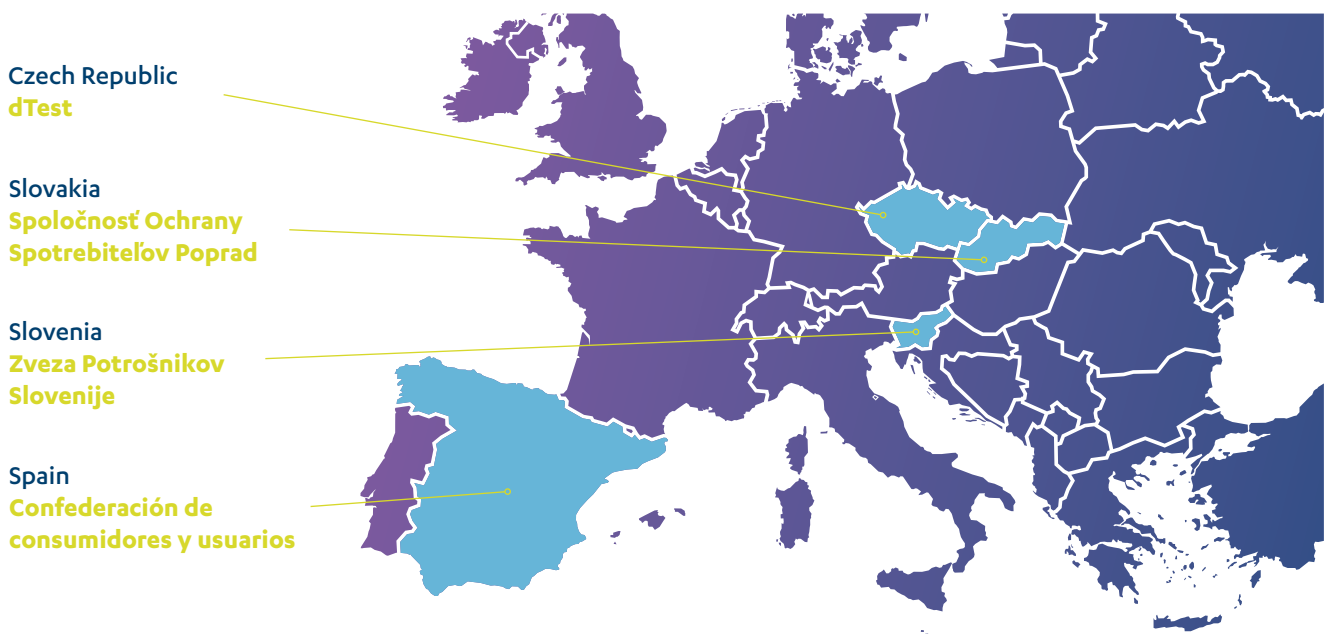 Czech Republic
dTest
Slovakia
Spoločnosť Ochrany
Spotrebiteľov Poprad
Slovenia
Zveza Potrošnikov
Slovenije
Spain
Confederación de
consumidores y usuarios